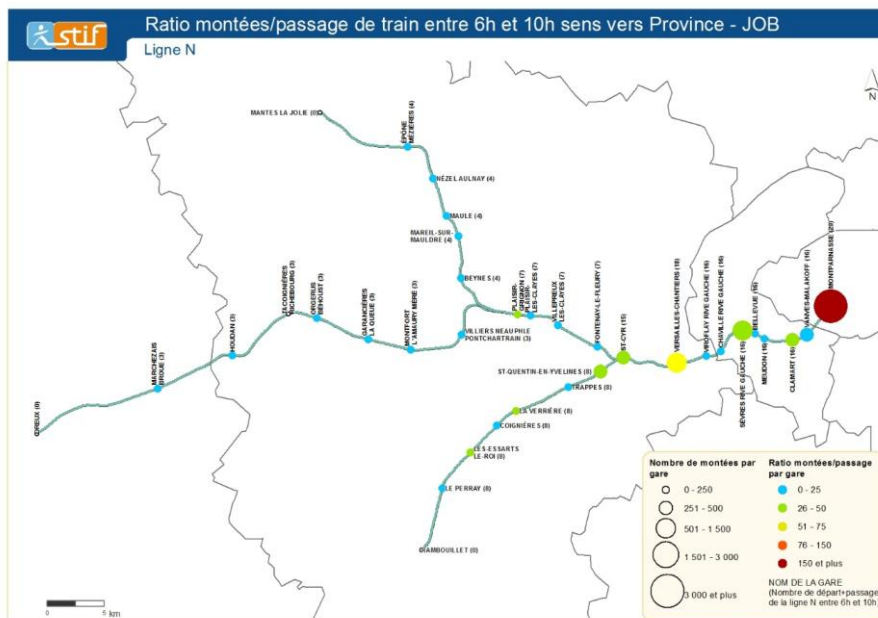 stif
Ratio montées/passage de train entre 6h et 10h sens vers Province - JOB
Ligne N
N
MANTES LA JOLIE (0)
ÉPÔNE
MÉZIÈRES (4)
NÉZEL AULNAY (4)
MAULE (4)
MAREIL-SUR-
MAULDRE (4)
BEYNES (4)
PLAISIR-
GRIGNON (7)
PLAISIR-
LES-CLAYES (7)
VILLEPREUX
LES-CLAYES (7)
FONTENAY-LE-FLEURY (7)
ST-CYR (15)
VERSAILLES-CHANTIERS (18)
VIROFLAY RIVE GAUCHE (16)
CHAVILLE RIVE GAUCHE (16)
SÈVRES RIVE GAUCHE (16)
BELLEVUE (16)
MEUDON (16)
CLAMART (16)
VANVES-MALAKOFF (16)
MONTPARNASSE (20)
DREUX (0)
MARCHEZAIS
BROUE (3)
HOUDAN (3)
RICHEBOURG (3)
ORGERUS
BÉHOUST (3)
GARANCIÈRES
LA QUEUE (3)
MONTFORT
L'AMAURY MÉRÉ (3)
VILLIERS NEAUPHLE
PONTCHARTRAIN (3)
ST-QUENTIN-EN-YVELINES (8)
TRAPPES (8)
LA VERRIÈRE (8)
COIGNIÈRES (8)
LES-ESSARTS
LE-ROI (8)
LE PERRAY (8)
(0)
0 5 km
Nombre de montées par
gare
0 - 250
251 - 500
501 - 1 500
1 501 - 3 000
3 000 et plus
Ratio montées/passage
par gare
0 - 25
26 - 50
51 - 75
76 - 150
150 et plus
NOM DE LA GARE
(Nombre de départ+passage
de la ligne N entre 6h et 10h)